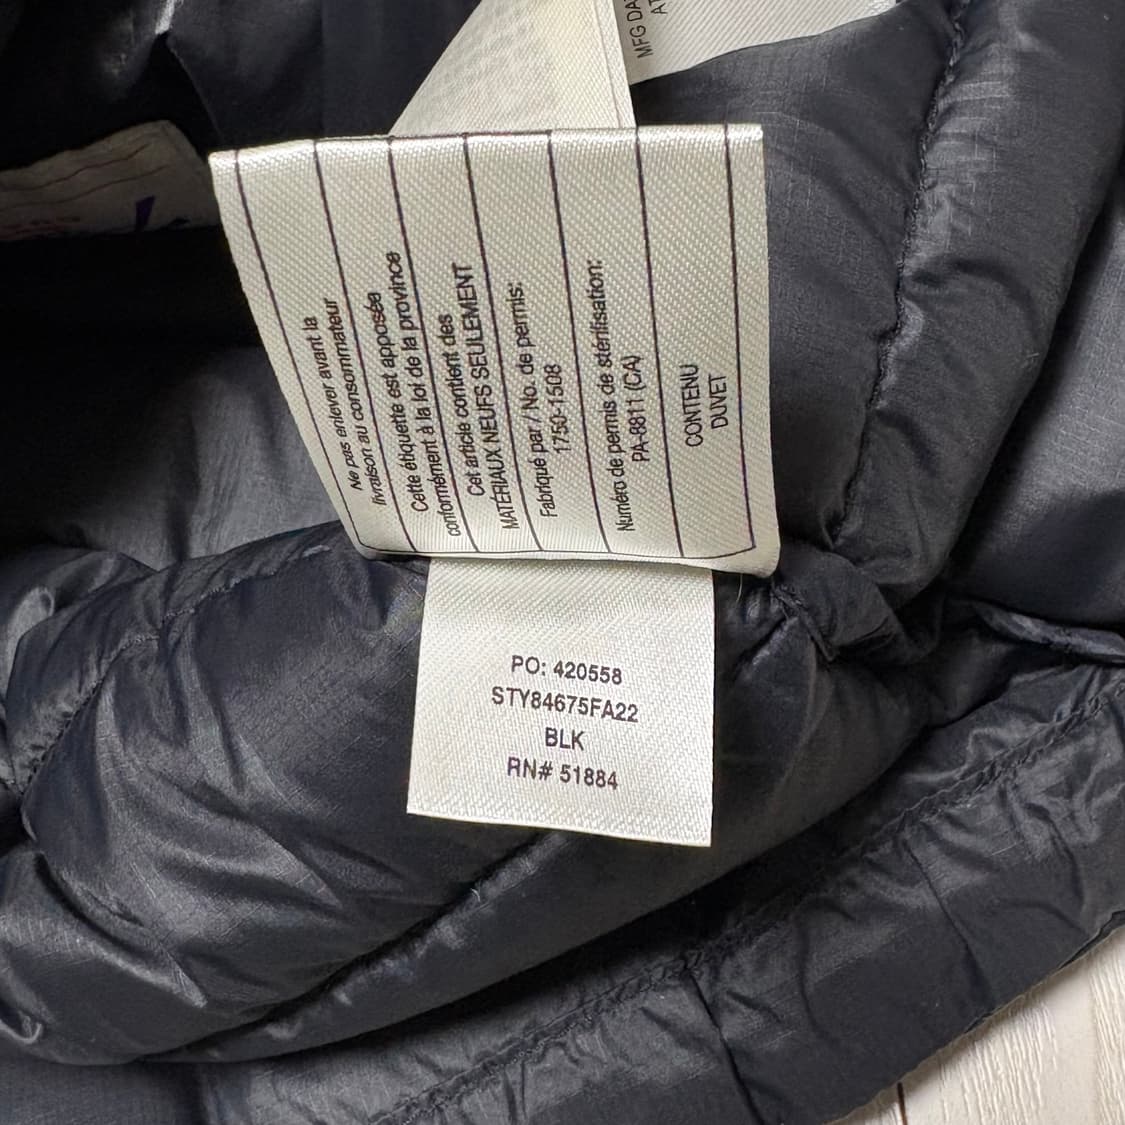 MFG DA
Ne pas enlever avant la
livraison au consommateur
Cette étiquette est apposée
conformément à la loi de la province
Cet article contient des
MATÉRIAUX NEUFS SEULEMENT
Fabriqué par / No. de permis:
1750-1508
Numéro de permis de stérilisation:
PA-8811 (CA)
CONTENU
DUVET
PO: 420558
STY84675FA22
BLK
RN# 51884